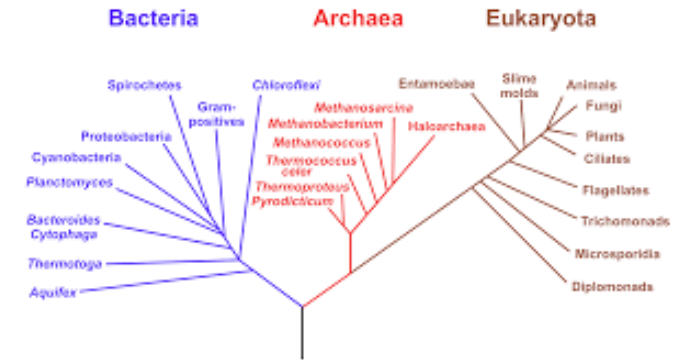 Bacteria
Archaea
Eukaryota
Spirochetes
Chloroflexi
Gram-
positives
Proteobacteria
Cyanobacteria
Planctomyces
Bacteroides
Cytophaga
Thermotoga
Aquifex
Methanosarcina
Methanobacterium
Haloarchaea
Methanococcus
Thermococcus
celer
Thermoproteus
Pyrodicticum
Entamoebae
Slime
molds
Animals
Fungi
Plants
Ciliates
Flagellates
Trichomonads
Microsporidia
Diplomonads